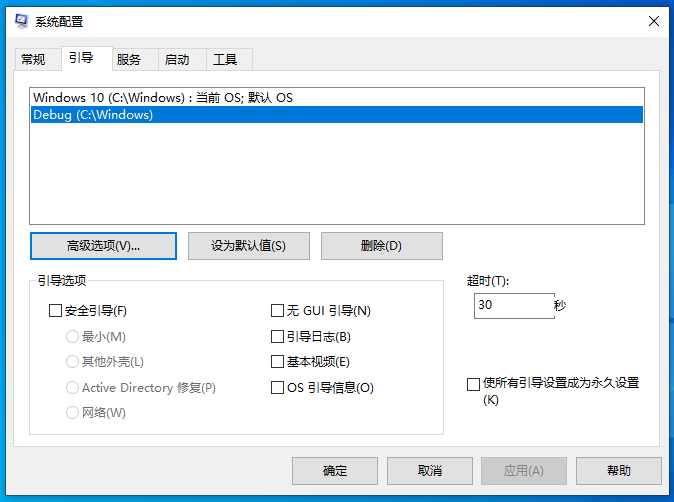 系统配置
常规 引导 服务 启动 工具
Windows 10 (C:\Windows) : 当前 OS; 默认 OS
Debug (C:\Windows)
高级选项(V)... 设为默认值(S) 删除(D)
引导选项 超时(T):
安全引导(F) 无 GUI 引导(N) 30 秒
最小(M) 引导日志(B)
其他外壳(L) 基本视频(E)
Active Directory 修复(P) OS 引导信息(O) 使所有引导设置成为永久设置
(K)
网络(W)
确定 取消 应用(A) 帮助